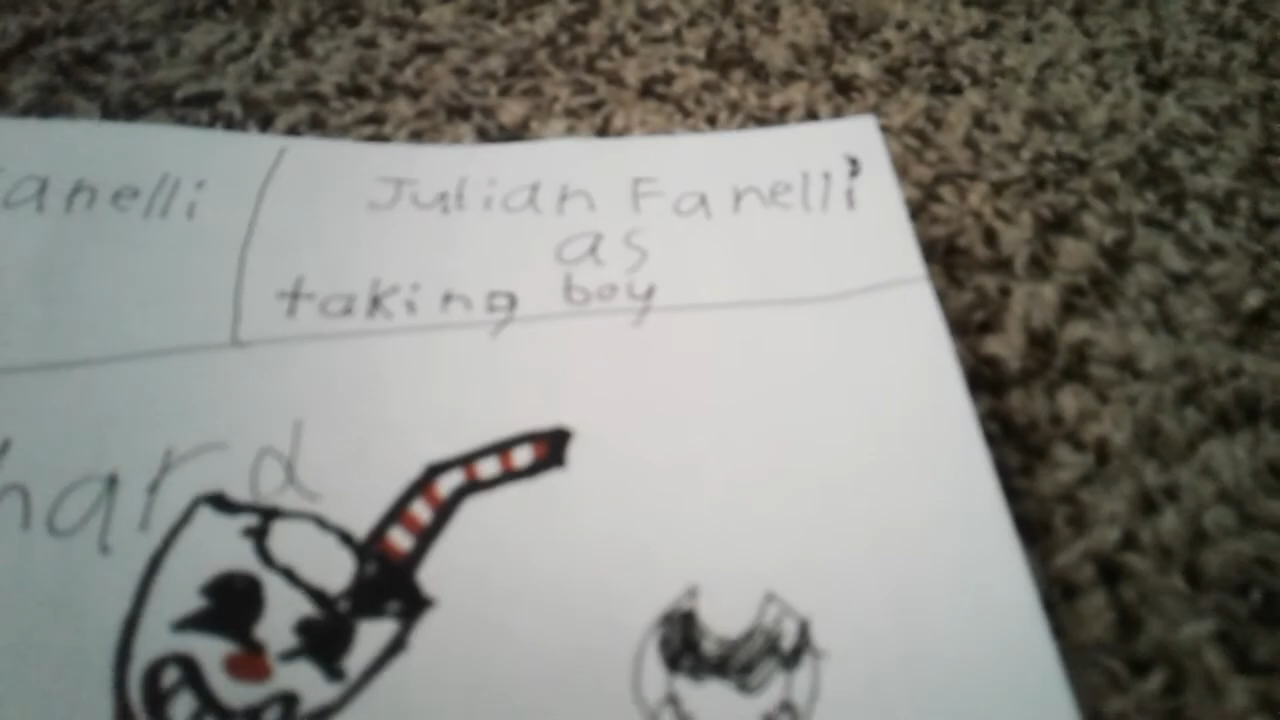 anelli
Julian Fanelli
as
taking boy
hard